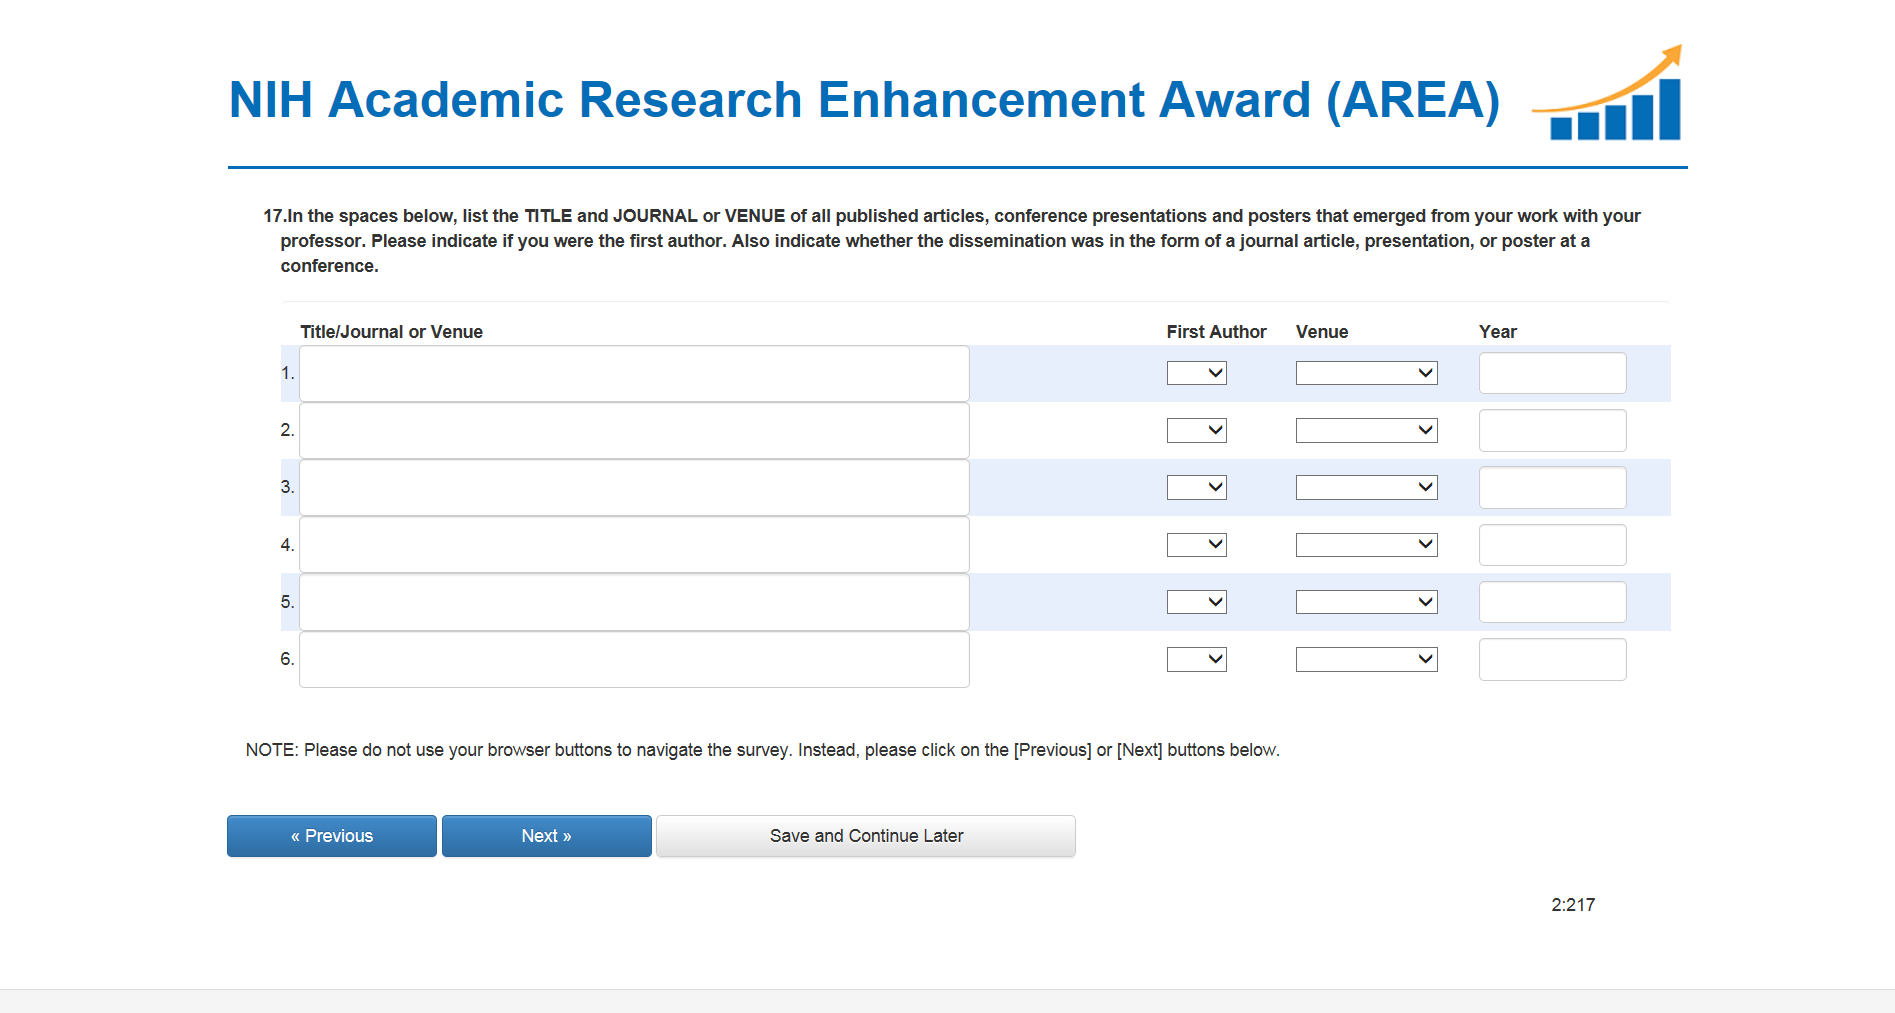 NIH Academic Research Enhancement Award (AREA)
17.In the spaces below, list the TITLE and JOURNAL or VENUE of all published articles, conference presentations and posters that emerged from your work with your
professor. Please indicate if you were the first author. Also indicate whether the dissemination was in the form of a journal article, presentation, or poster at a
conference.
Title/Journal or Venue First Author Venue Year
1.
2.
3.
4.
5.
6.
NOTE: Please do not use your browser buttons to navigate the survey. Instead, please click on the [Previous] or [Next] buttons below.
« Previous Next » Save and Continue Later
2:217